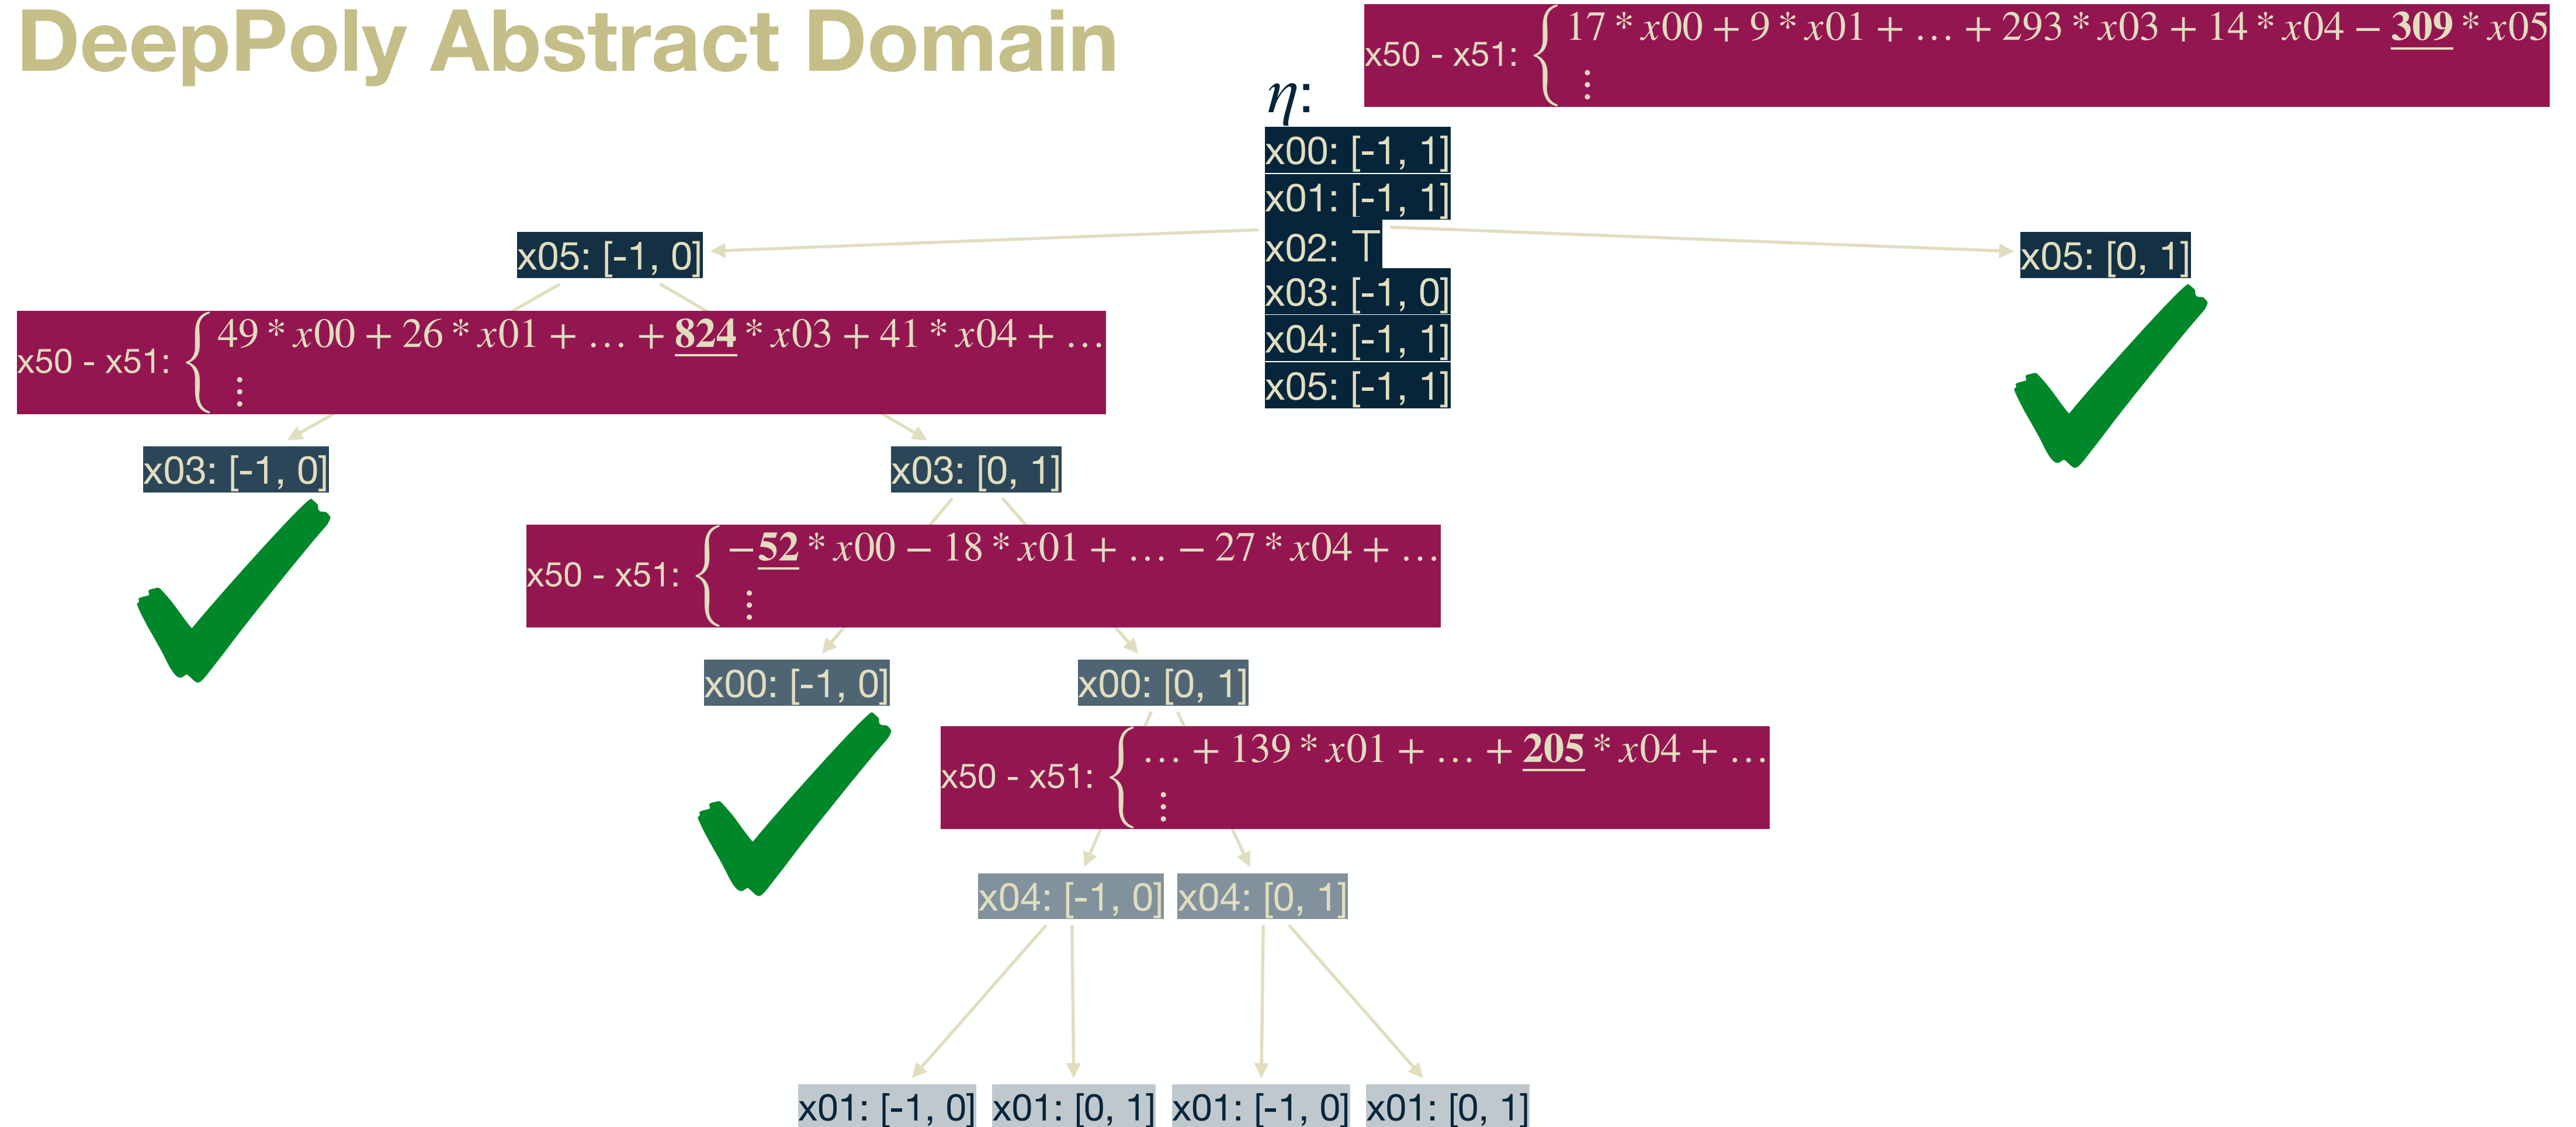 DeepPoly Abstract Domain
x50 - x51: { 17 * x00 + 9 * x01 + … + 293 * x03 + 14 * x04 − 309 * x05
⋮
η:
x00: [-1, 1]
x01: [-1, 1]
x02: ⊤
x03: [-1, 0]
x04: [-1, 1]
x05: [-1, 1]
x05: [-1, 0]
x05: [0, 1]
x50 - x51: { 49 * x00 + 26 * x01 + … + 824 * x03 + 41 * x04 + …
⋮
x03: [-1, 0]
x03: [0, 1]
x50 - x51: { −52 * x00 − 18 * x01 + … − 27 * x04 + …
⋮
x00: [-1, 0]
x00: [0, 1]
x50 - x51: { … + 139 * x01 + … + 205 * x04 + …
⋮
x04: [-1, 0]
x04: [0, 1]
x01: [-1, 0]
x01: [0, 1]
x01: [-1, 0]
x01: [0, 1]